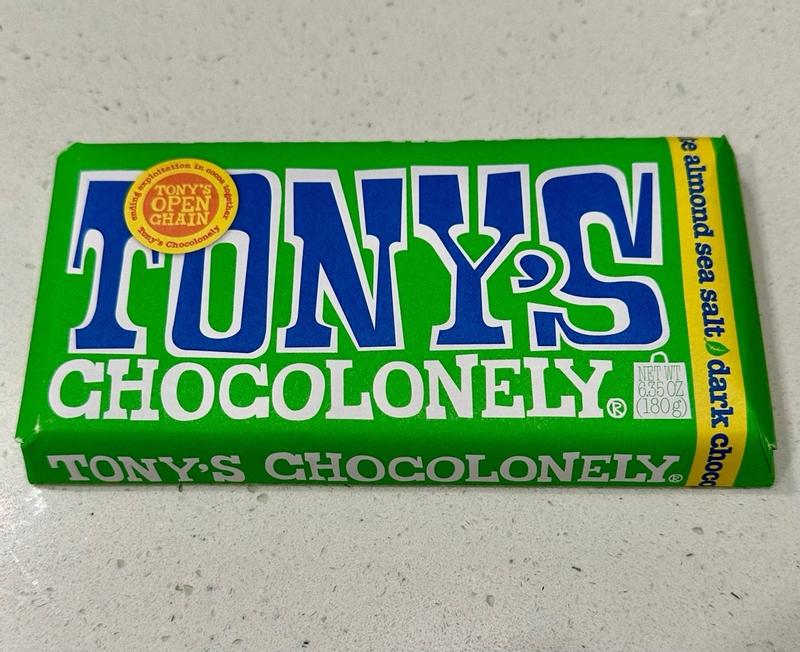 ending exploitation in cocoa together
TONY'S
OPEN
CHAIN
Tony's Chocolonely
TONY'S
CHOCOLONELY®
NET WT
6.35 OZ
(180g)
almond sea salt dark choco
TONY'S CHOCOLONELY®